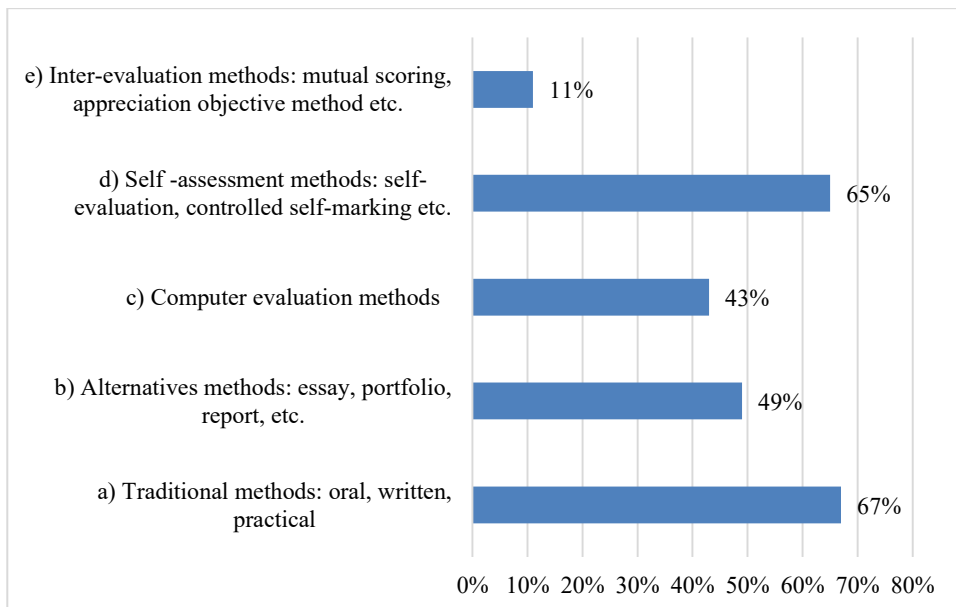 e) Inter-evaluation methods: mutual scoring,
appreciation objective method etc.
11%
d) Self -assessment methods: self-
evaluation, controlled self-marking etc.
65%
c) Computer evaluation methods
43%
b) Alternatives methods: essay, portfolio,
report, etc.
49%
a) Traditional methods: oral, written,
practical
67%
0% 10% 20% 30% 40% 50% 60% 70% 80%